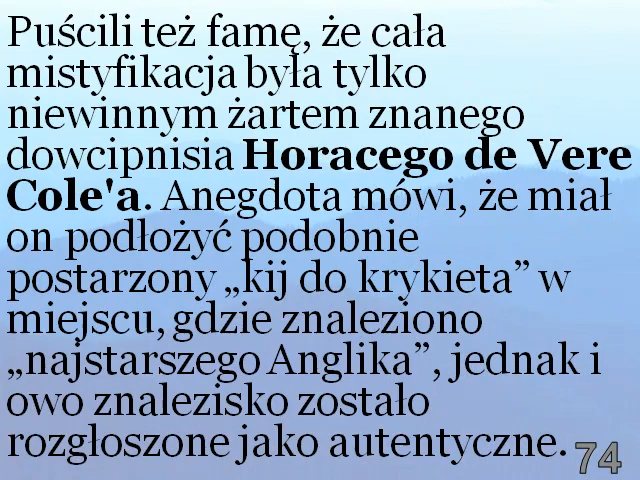 Puścili też famę, że cała
mistyfikacja była tylko
niewinnym żartem znanego
dowcipnisia Horacego de Vere
Cole'a. Anegdota mówi, że miał
on podłożyć podobnie
postarzony „kij do krykieta” w
miejscu, gdzie znaleziono
„najstarszego Anglika”, jednak i
owo znalezisko zostało
rozgłoszone jako autentyczne.
74